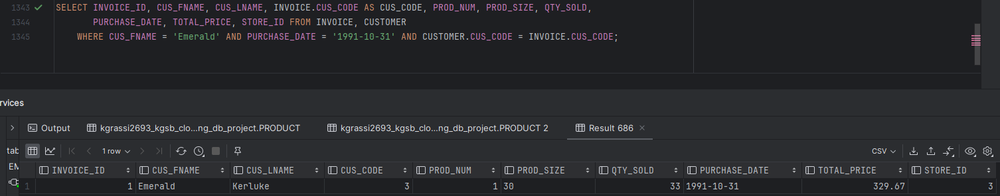 1343 SELECT INVOICE_ID, CUS_FNAME, CUS_LNAME, INVOICE.CUS_CODE AS CUS_CODE, PROD_NUM, PROD_SIZE, QTY_SOLD,
1344 PURCHASE_DATE, TOTAL_PRICE, STORE_ID FROM INVOICE, CUSTOMER
1345 WHERE CUS_FNAME = 'Emerald' AND PURCHASE_DATE = '1991-10-31' AND CUSTOMER.CUS_CODE = INVOICE.CUS_CODE;
rvices
Output kgrassi2693_kgsb_clo...ng_db_project.PRODUCT kgrassi2693_kgsb_clo...ng_db_project.PRODUCT 2 Result 686
tab 1 row CSV
EM INVOICE_ID CUS_FNAME CUS_LNAME CUS_CODE PROD_NUM PROD_SIZE QTY_SOLD PURCHASE_DATE TOTAL_PRICE STORE_ID
1 1 Emerald Kerluke 3 1 30 33 1991-10-31 329.67 3